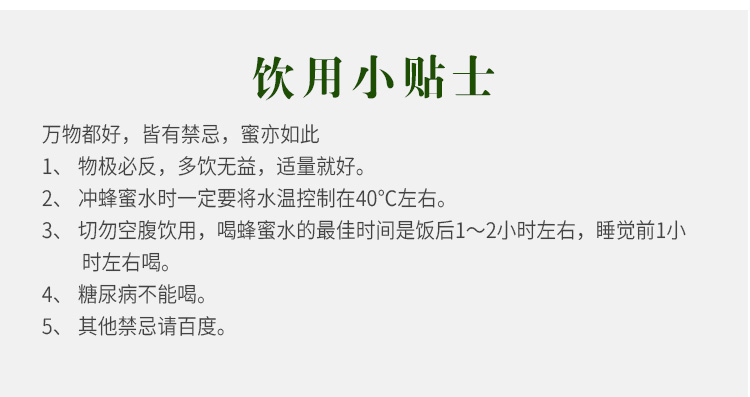 饮用小贴士
万物都好，皆有禁忌，蜜亦如此
1、 物极必反，多饮无益，适量就好。
2、 冲蜂蜜水时一定要将水温控制在40℃左右。
3、 切勿空腹饮用，喝蜂蜜水的最佳时间是饭后1～2小时左右，睡觉前1小
时左右喝。
4、 糖尿病不能喝。
5、 其他禁忌请百度。